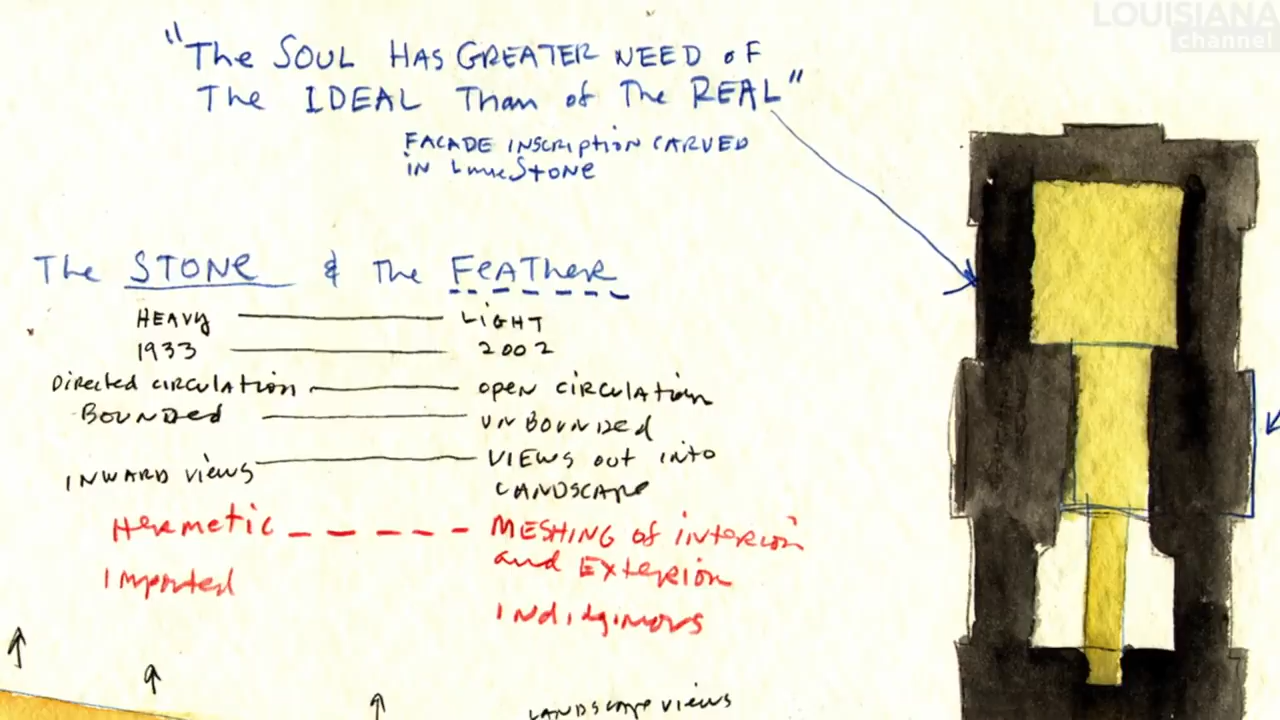 LOUISIANA
channel
"The SOUL HAS GREATER NEED OF
The IDEAL Than of The REAL"
FACADE INSCRIPTION CARVED
IN LimeSTONE
The STONE & The FeATher
HEAVY LIGHT
1933 2002
Directed circulation OPEN CIRCULATION
BOUNDED UNBOUNDED
INWARD views VIEWS out into
LANDSCAPE
Hermetic MESHING of interior
and EXterior
Imported
Indidginous
LANDSCAPE VIEWS